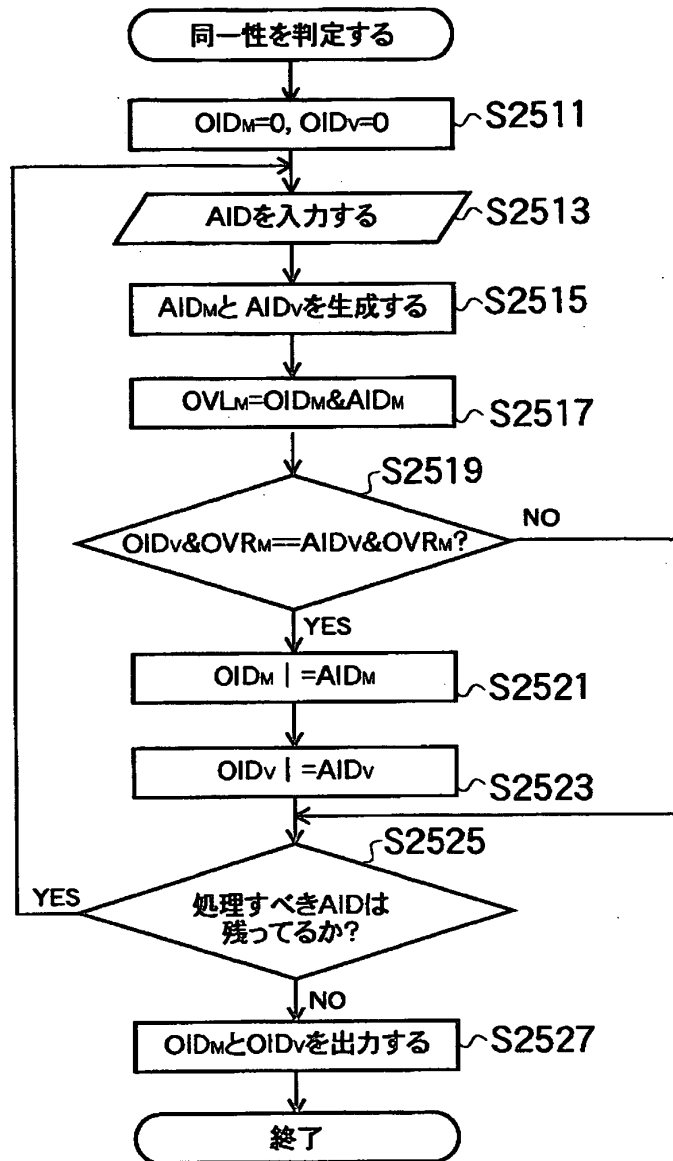 同一性を判定する
OIDM=0, OIDV=0
S2511
AIDを入力する
S2513
AIDMとAIDVを生成する
S2515
OVLM=OIDM&AIDM
S2517
S2519
OIDV&OVRM==AIDV&OVRM?
NO
YES
OIDM | =AIDM
S2521
OIDV | =AIDV
S2523
S2525
YES
処理すべきAIDは
残ってるか?
NO
OIDMとOIDVを出力する
S2527
終了